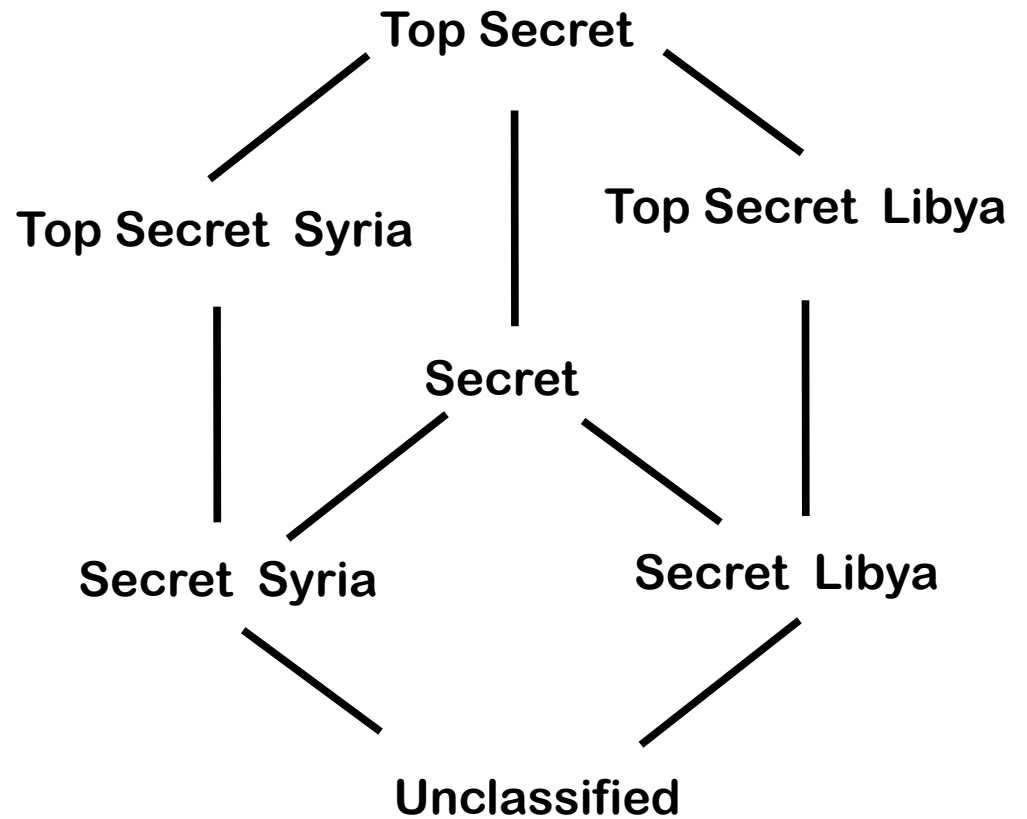 Top Secret
Top Secret Syria
Top Secret Libya
Secret
Secret Syria
Secret Libya
Unclassified